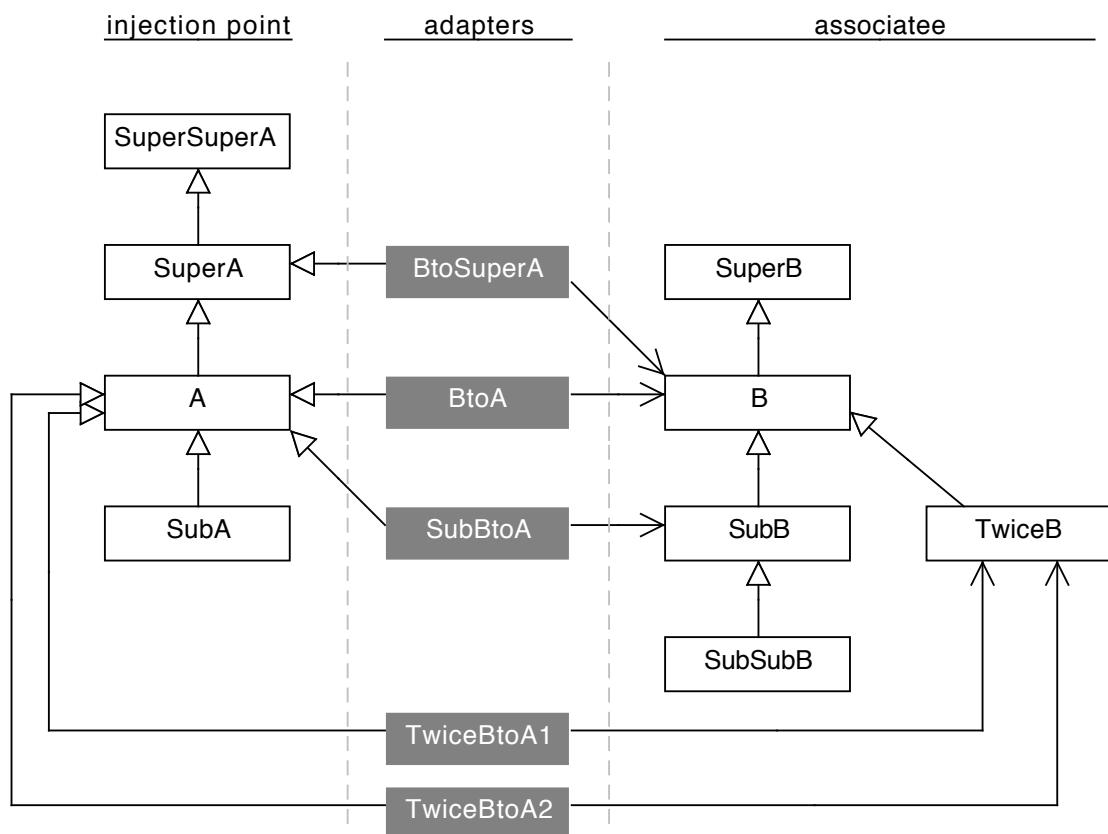 injection point
adapters
associatee
SuperSuperA
SuperA
BtoSuperA
SuperB
A
BtoA
B
SubA
SubBtoA
SubB
TwiceB
SubSubB
TwiceBtoA1
TwiceBtoA2